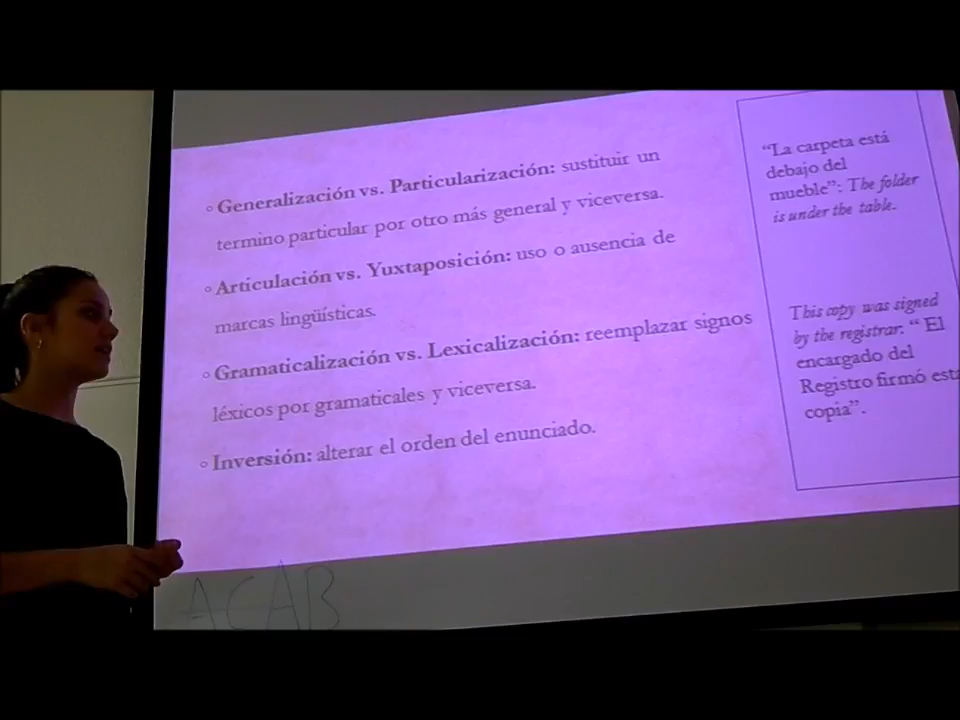 ◦ Generalización vs. Particularización: sustituir un
termino particular por otro más general y viceversa.
◦ Articulación vs. Yuxtaposición: uso o ausencia de
marcas lingüísticas.
◦ Gramaticalización vs. Lexicalización: reemplazar signos
léxicos por gramaticales y viceversa.
◦ Inversión: alterar el orden del enunciado.
“La carpeta está
debajo del
mueble”: The folder
is under the table.
This copy was signed
by the registrar: “ El
encargado del
Registro firmó esta
copia”.
ACAB